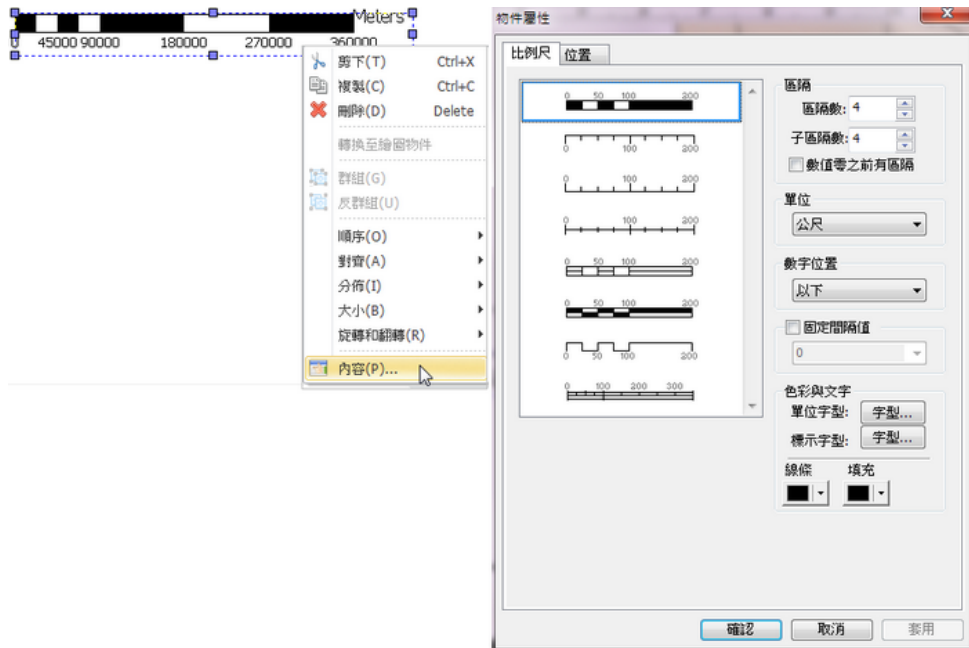 Meters
0 45000 90000 180000 270000 360000
剪下(T) Ctrl+X
複製(C) Ctrl+C
刪除(D) Delete
轉換至繪圖物件
群組(G)
反群組(U)
順序(O)
對齊(A)
分佈(I)
大小(B)
旋轉和翻轉(R)
內容(P)...
物件屬性
比例尺 位置
0 50 100 200
0 100 200
0 100 200
0 100 200
0 50 100 200
0 50 100 200
0 50 100 200
0 100 200 300
區隔
區隔數: 4
子區隔數: 4
數值零之前有區隔
單位
公尺
數字位置
以下
固定間隔值
0
色彩與文字
單位字型: 字型...
標示字型: 字型...
線條 填充
確認 取消 套用